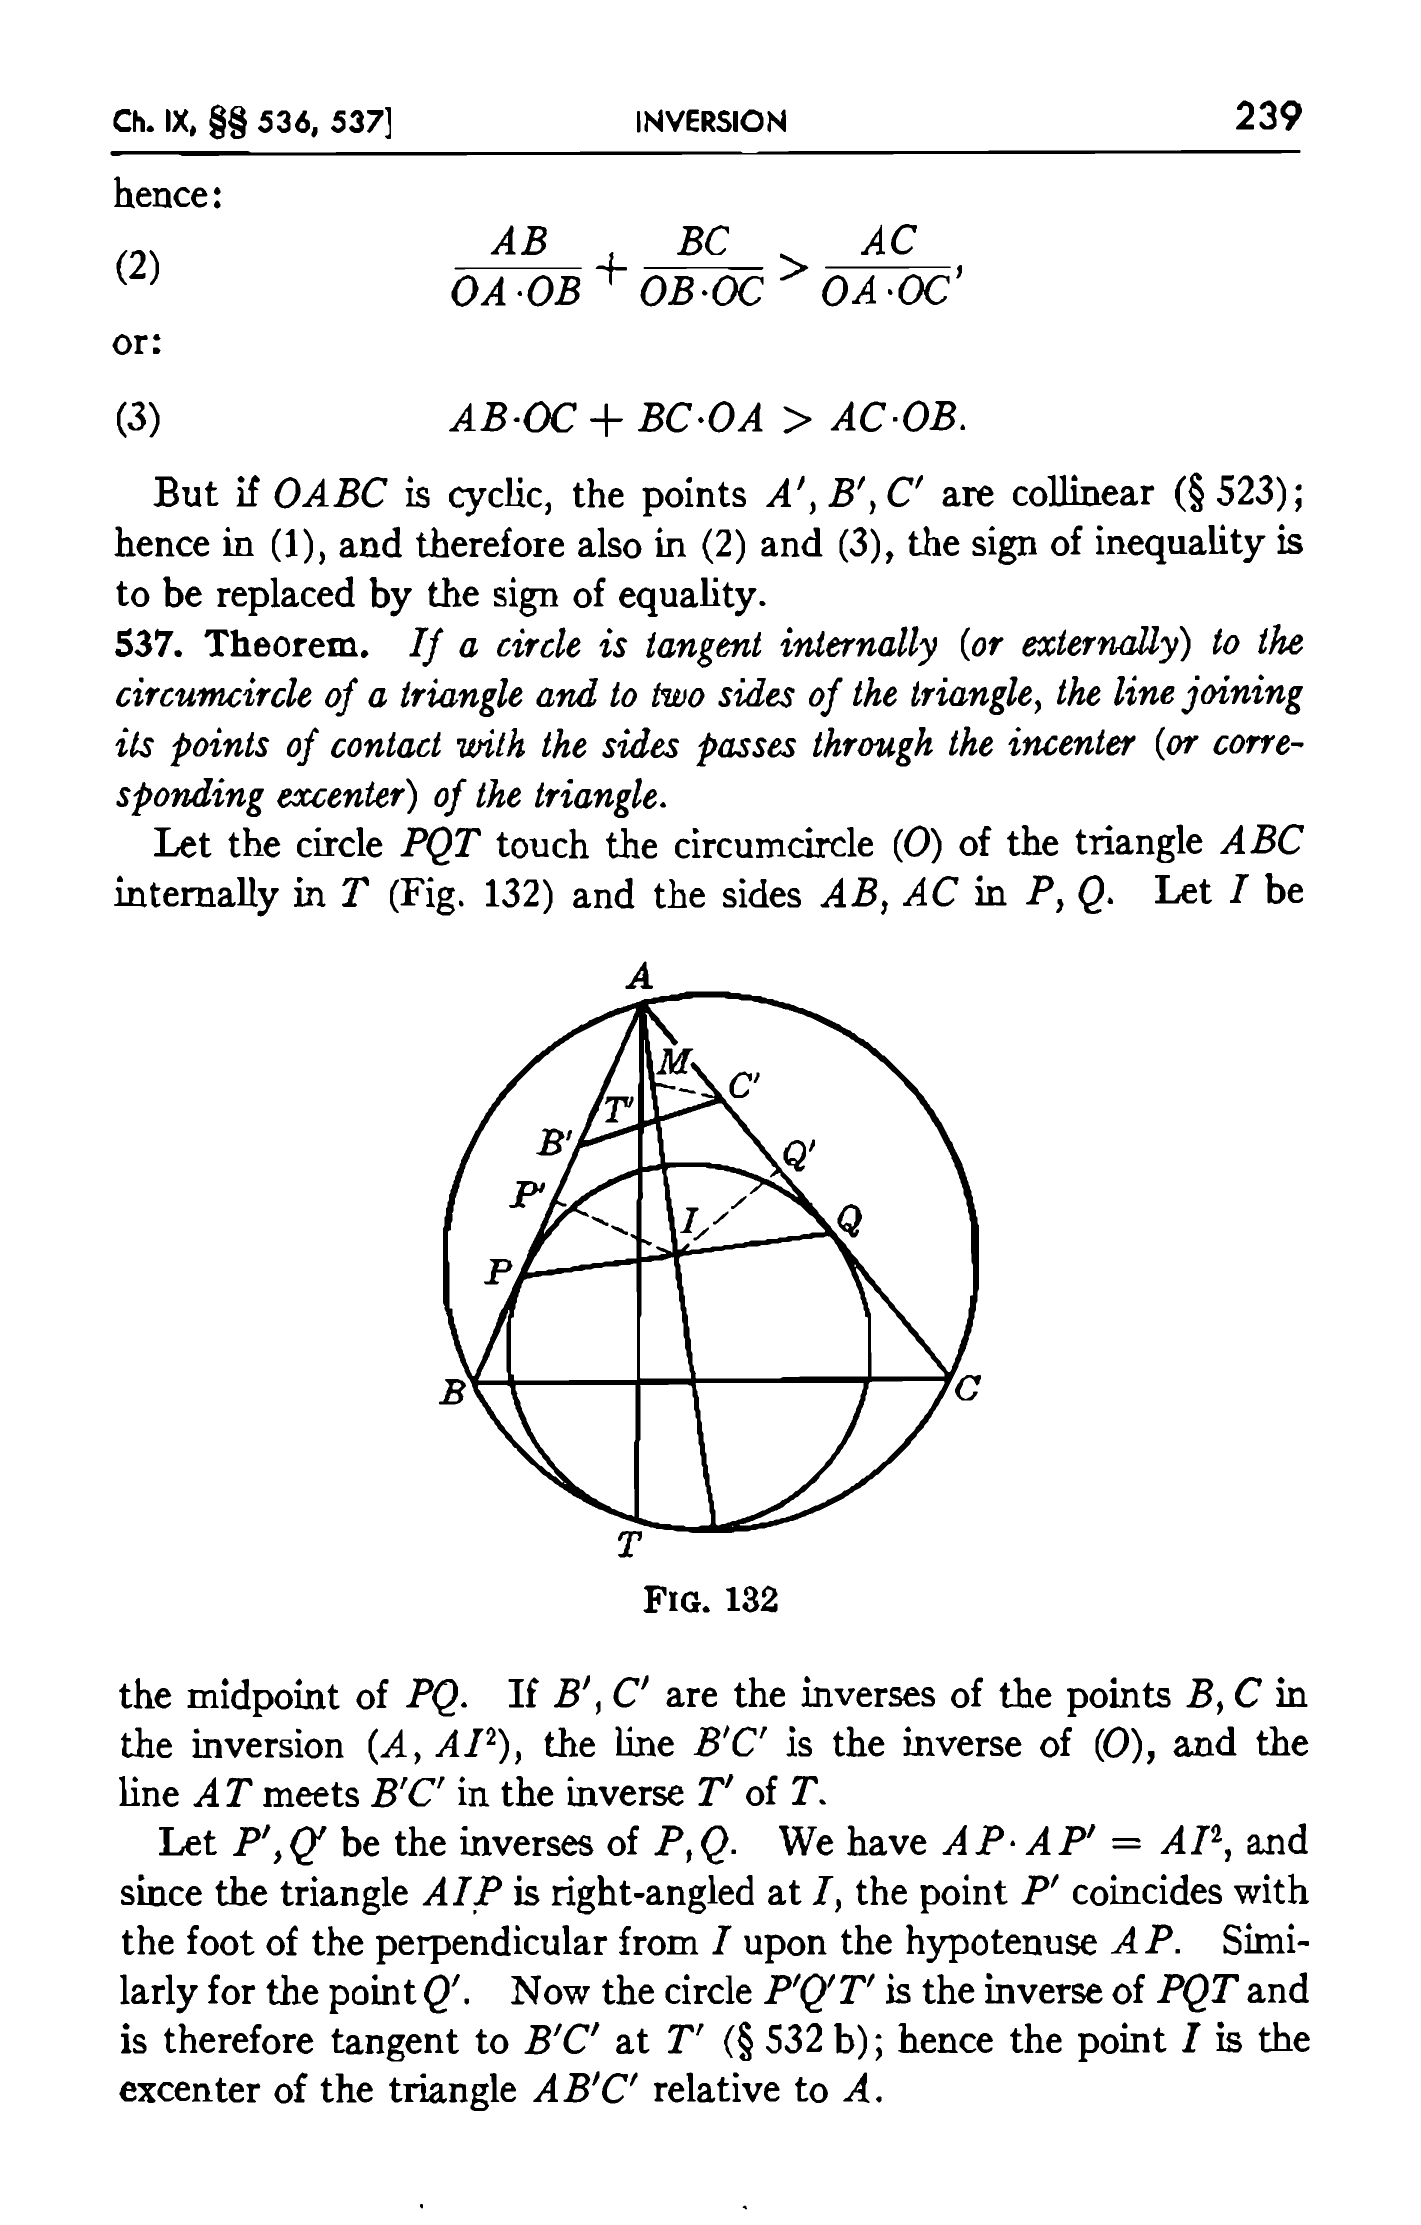 Ch. IX, §§ 536, 537] INVERSION 239
hence:
(2) AB/OA·OB + BC/OB·OC > AC/OA·OC,
or:
(3) AB·OC + BC·OA > AC·OB.
But if OABC is cyclic, the points A', B', C' are collinear (§ 523);
hence in (1), and therefore also in (2) and (3), the sign of inequality is
to be replaced by the sign of equality.
537. Theorem. If a circle is tangent internally (or externally) to the
circumcircle of a triangle and to two sides of the triangle, the line joining
its points of contact with the sides passes through the incenter (or corre-
sponding excenter) of the triangle.
Let the circle PQT touch the circumcircle (O) of the triangle ABC
internally in T (Fig. 132) and the sides AB, AC in P, Q. Let I be
A
M
C'
T'
B'
Q'
P'
I
Q
P
B
C
T
FIG. 132
the midpoint of PQ. If B', C' are the inverses of the points B, C in
the inversion (A, AI²), the line B'C' is the inverse of (O), and the
line AT meets B'C' in the inverse T' of T.
Let P', Q' be the inverses of P, Q. We have AP·AP' = AI², and
since the triangle AIP is right-angled at I, the point P' coincides with
the foot of the perpendicular from I upon the hypotenuse AP. Simi-
larly for the point Q'. Now the circle P'Q'T' is the inverse of PQT and
is therefore tangent to B'C' at T' (§ 532 b); hence the point I is the
excenter of the triangle AB'C' relative to A.